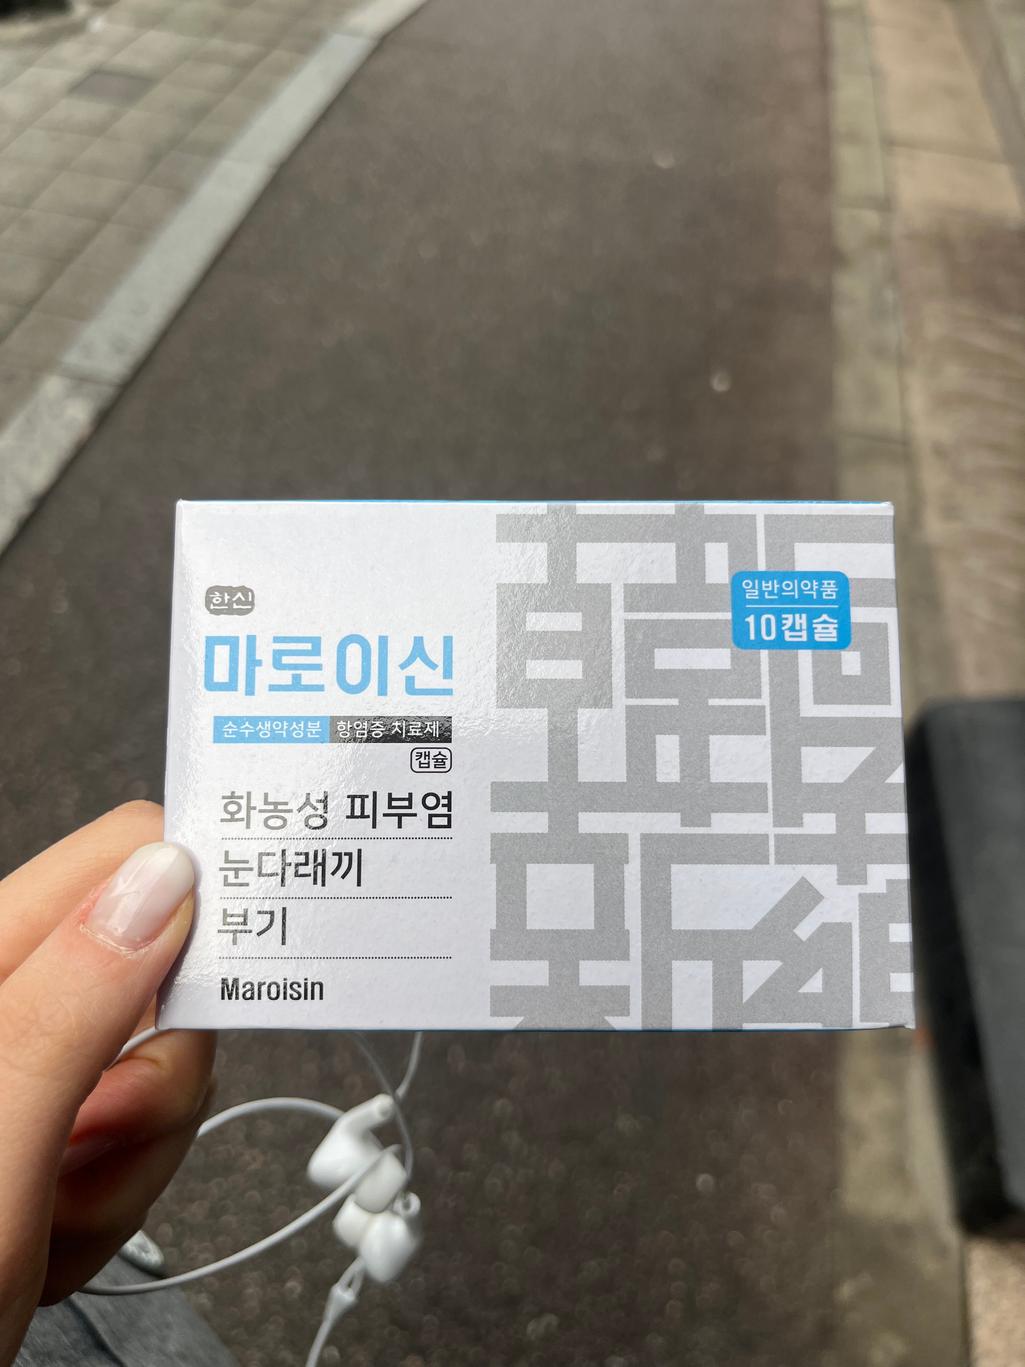 한신
마로이신
순수생약성분 항염증 치료제
캡슐
화농성 피부염
눈다래끼
부기
Maroisin
일반의약품
10캡슐